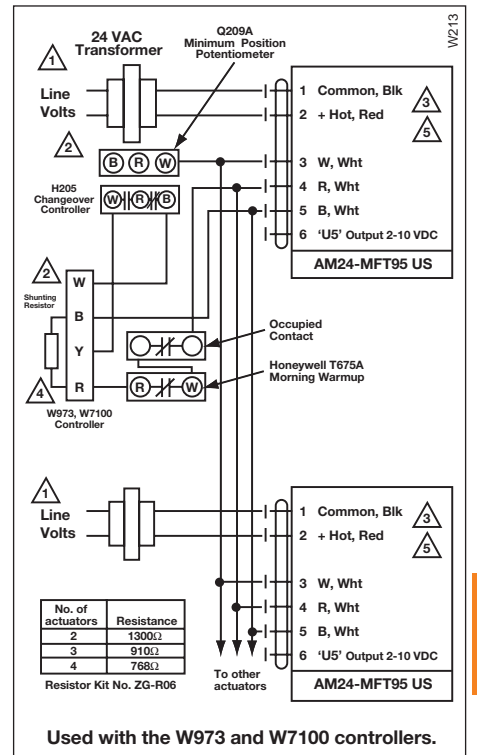 W213
24 VAC
Transformer
Q209A
Minimum Position
Potentiometer
1
Line
Volts
1 Common, Blk
2 + Hot, Red
3
5
2
B R W
3 W, Wht
4 R, Wht
5 B, Wht
6 'U5' Output 2-10 VDC
AM24-MFT95 US
H205
Changeover
Controller
W R B
2
Shunting
Resistor
W
B
Y
R
4
W973, W7100
Controller
Occupied
Contact
Honeywell T675A
Morning Warmup
R W
1
Line
Volts
1 Common, Blk
2 + Hot, Red
3
5
3 W, Wht
4 R, Wht
5 B, Wht
6 'U5' Output 2-10 VDC
AM24-MFT95 US
No. of
actuators Resistance
2 1300Ω
3 910Ω
4 768Ω
Resistor Kit No. ZG-R06
To other
actuators
Used with the W973 and W7100 controllers.